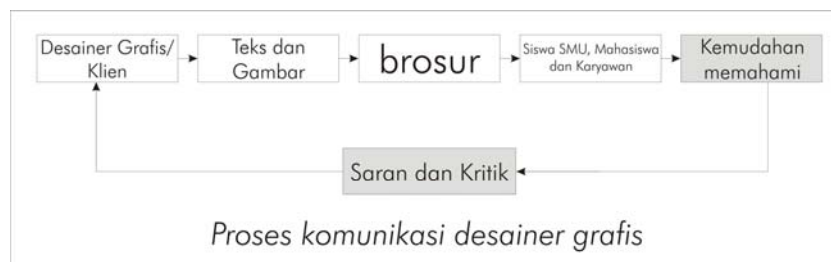 Desainer Grafis/
Klien
Teks dan
Gambar
brosur
Siswa SMU, Mahasiswa
dan Karyawan
Kemudahan
memahami
Saran dan Kritik
Proses komunikasi desainer grafis